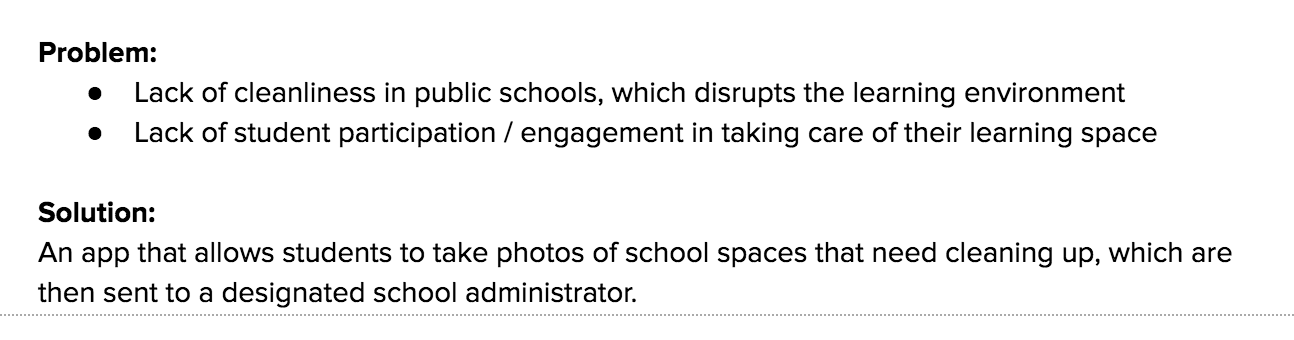 Problem:
● Lack of cleanliness in public schools, which disrupts the learning environment
● Lack of student participation / engagement in taking care of their learning space
Solution:
An app that allows students to take photos of school spaces that need cleaning up, which are
then sent to a designated school administrator.